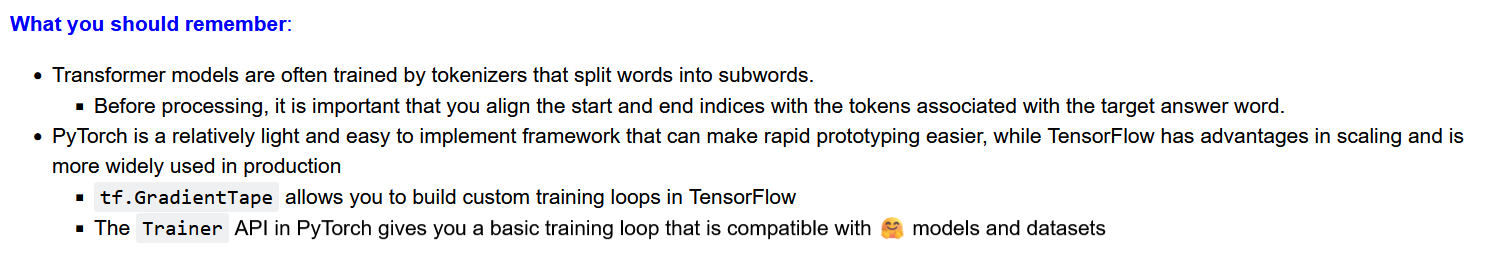 What you should remember:
Transformer models are often trained by tokenizers that split words into subwords.
Before processing, it is important that you align the start and end indices with the tokens associated with the target answer word.
PyTorch is a relatively light and easy to implement framework that can make rapid prototyping easier, while TensorFlow has advantages in scaling and is
more widely used in production
tf.GradientTape allows you to build custom training loops in TensorFlow
The Trainer API in PyTorch gives you a basic training loop that is compatible with 🤗 models and datasets